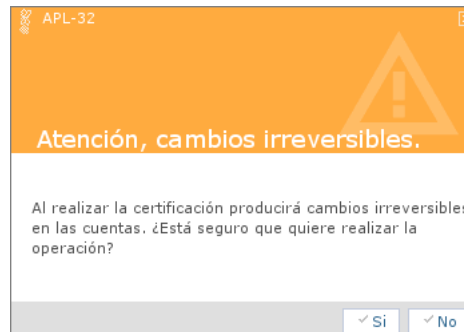 APL-32
Atención, cambios irreversibles.
Al realizar la certificación producirá cambios irreversibles
en las cuentas. ¿Está seguro que quiere realizar la
operación?
Si No